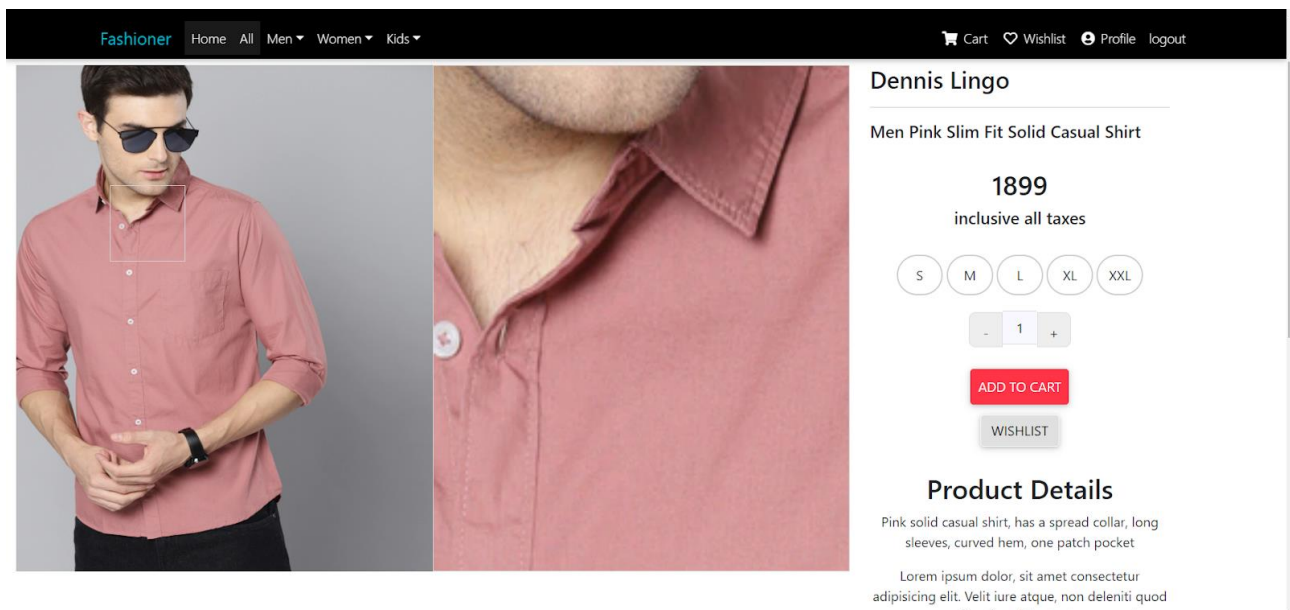 Fashioner Home All Men Women Kids Cart Wishlist Profile logout
Dennis Lingo
Men Pink Slim Fit Solid Casual Shirt
1899
inclusive all taxes
S M L XL XXL
- 1 +
ADD TO CART
WISHLIST
Product Details
Pink solid casual shirt, has a spread collar, long
sleeves, curved hem, one patch pocket
Lorem ipsum dolor, sit amet consectetur
adipisicing elit. Velit iure atque, non deleniti quod